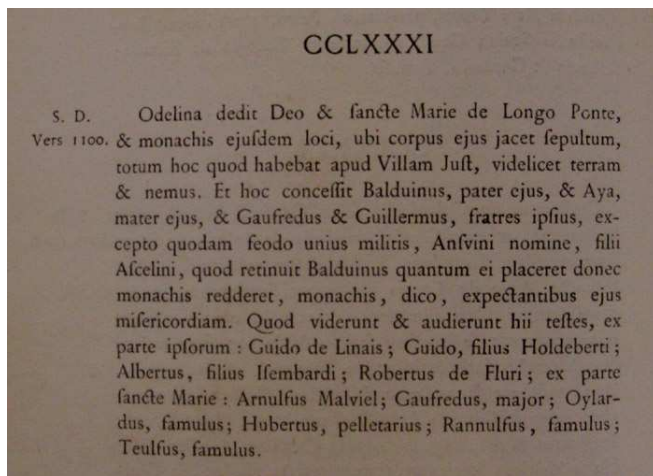 CCLXXXI
S. D. Odelina dedit Deo & ſancte Marie de Longo Ponte,
Vers 1100. & monachis ejuſdem loci, ubi corpus ejus jacet ſepultum,
totum hoc quod habebat apud Villam Juſt, videlicet terram
& nemus. Et hoc conceſſit Balduinus, pater ejus, & Aya,
mater ejus, & Gaufredus & Guillermus, fratres ipſius, ex-
cepto quodam feodo unius militis, Anſvini nomine, filii
Aſcelini, quod retinuit Balduinus quantum ei placeret donec
monachis redderet, monachis, dico, expectantibus ejus
miſericordiam. Quod viderunt & audierunt hii teſtes, ex
parte ipſorum : Guido de Linais ; Guido, filius Holdeberti ;
Albertus, filius Iſembardi ; Robertus de Fluri ; ex parte
ſancte Marie : Arnulfus Malviel ; Gaufredus, major ; Oylar-
dus, famulus ; Hubertus, pelletarius ; Rannulfus, famulus ;
Teulfus, famulus.